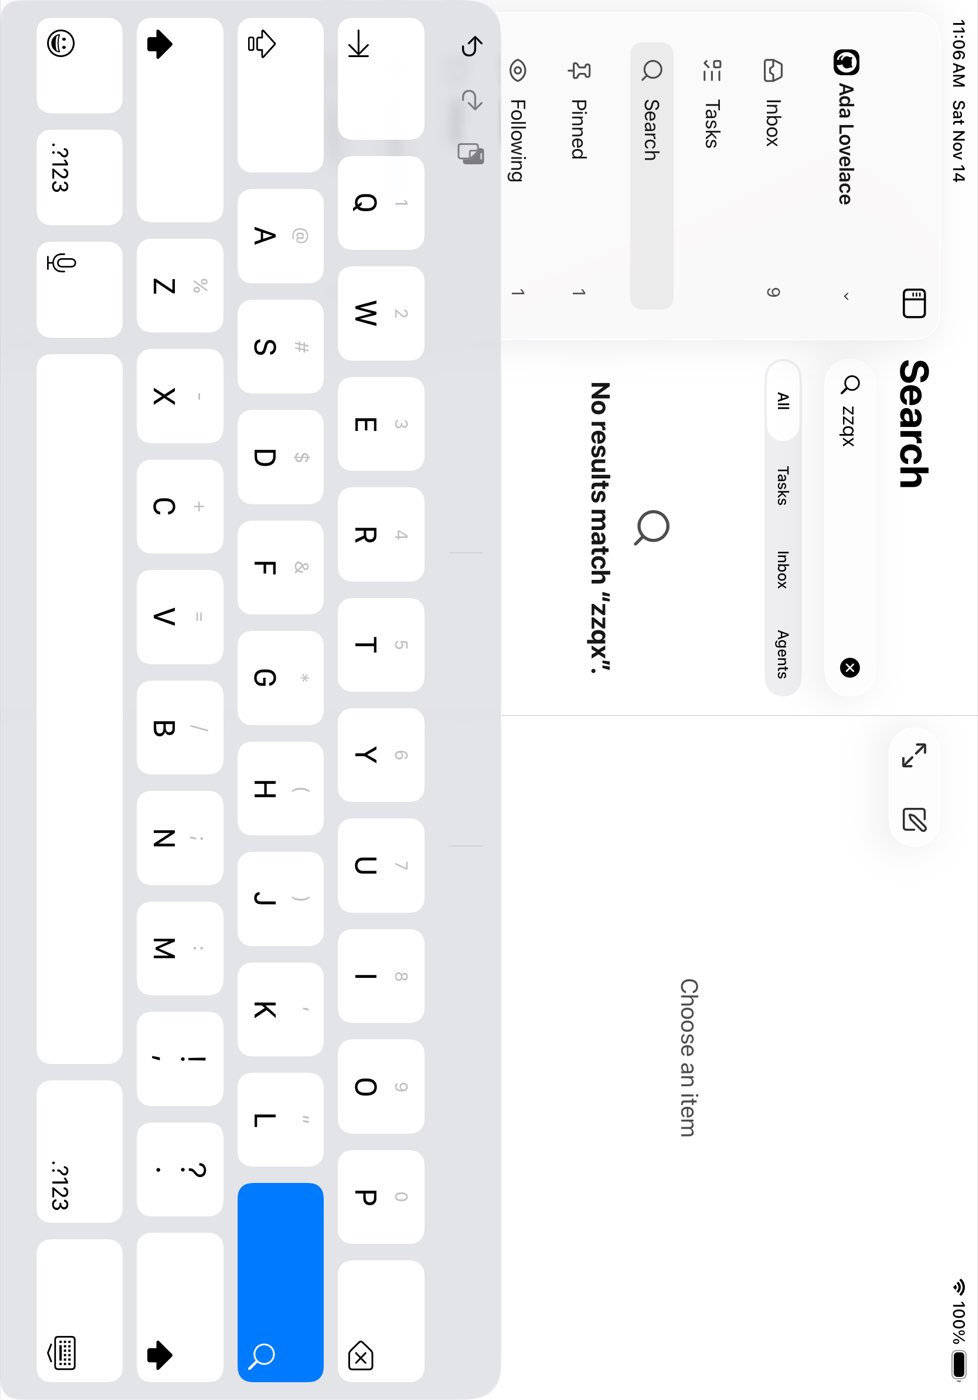 11:06 AM Sat Nov 14
100%
Ada Lovelace
Inbox 9
Tasks
Search
Pinned 1
Following 1
Search
zzqx
All Tasks Inbox Agents
No results match “zzqx”.
Choose an item
1 2 3 4 5 6 7 8 9 0
Q W E R T Y U I O P
@ # $ & * ( ) ' "
A S D F G H J K L
% - + = / ; : ! ?
Z X C V B N M , .
.?123 .?123